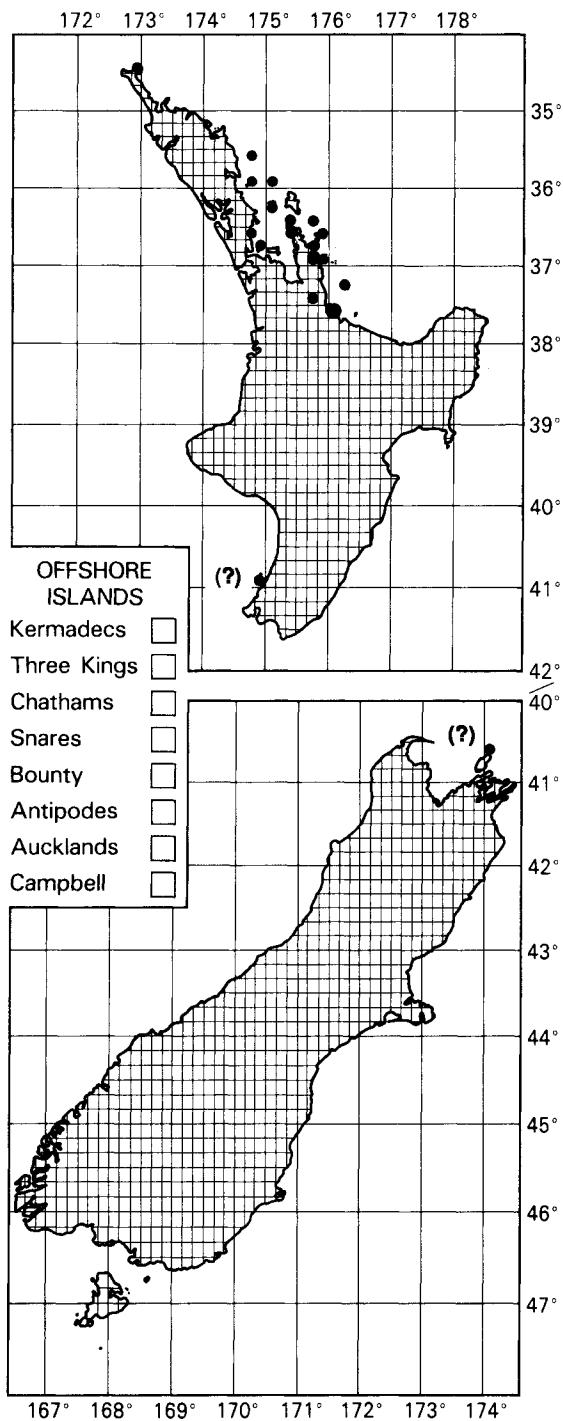 172° 173° 174° 175° 176° 177° 178°
35°
36°
37°
38°
39°
40°
(?)
41°
42°
OFFSHORE
ISLANDS
Kermadecs
Three Kings
Chathams
Snares
Bounty
Antipodes
Aucklands
Campbell
40°
(?)
41°
42°
43°
44°
45°
46°
47°
167° 168° 169° 170° 171° 172° 173° 174°